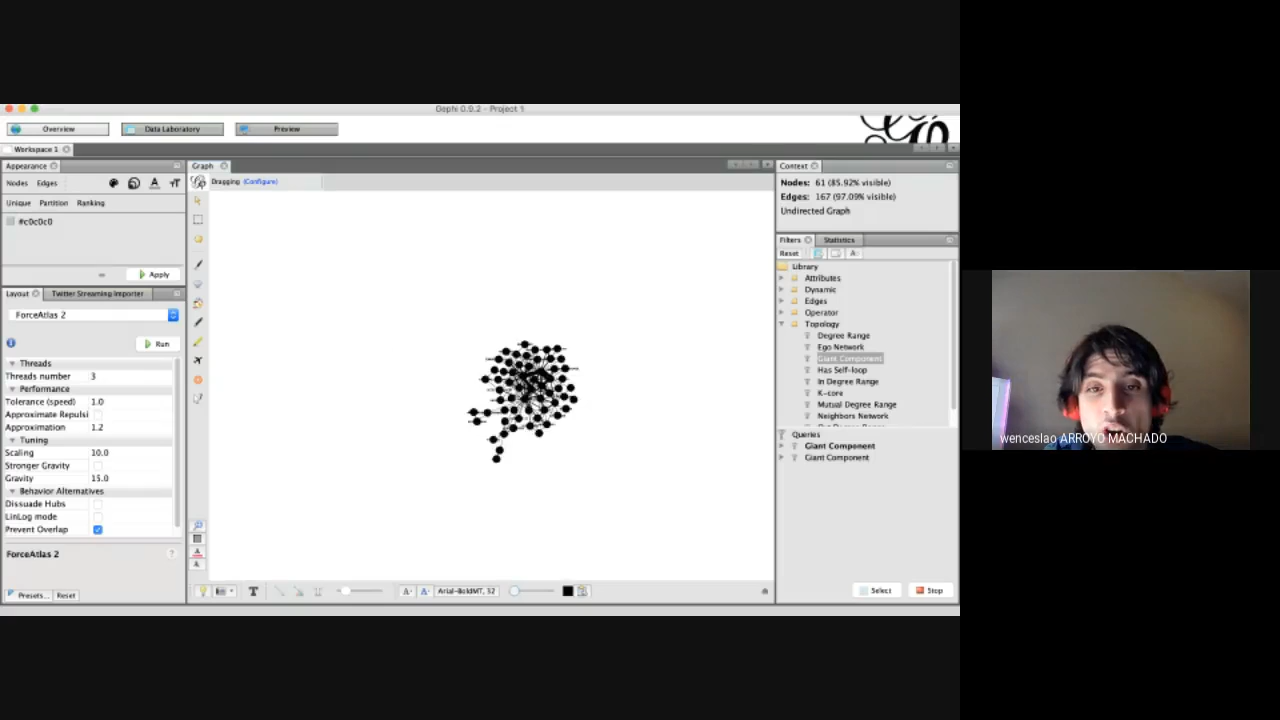 Gephi 0.9.2 - Project 1
Overview
Data Laboratory
Preview
Workspace 1
Appearance
Nodes Edges
Unique Partition Ranking
#c0c0c0
Apply
Layout
Twitter Streaming Importer
ForceAtlas 2
Run
Threads
Threads number 3
Performance
Tolerance (speed) 1.0
Approximate Repulsi
Approximation 1.2
Tuning
Scaling 10.0
Stronger Gravity
Gravity 15.0
Behavior Alternatives
Dissuade Hubs
LinLog mode
Prevent Overlap
ForceAtlas 2
?
Presets...
Reset
Graph
Dragging (Configure)
Arial-BoldMT, 32
Context
Nodes: 61 (85.92% visible)
Edges: 167 (97.09% visible)
Undirected Graph
Filters
Statistics
Reset
Library
Attributes
Dynamic
Edges
Operator
Topology
Degree Range
Ego Network
Giant Component
Has Self-loop
In Degree Range
K-core
Mutual Degree Range
Neighbors Network
Queries
Giant Component
Giant Component
Select
Stop
wenceslao ARROYO MACHADO